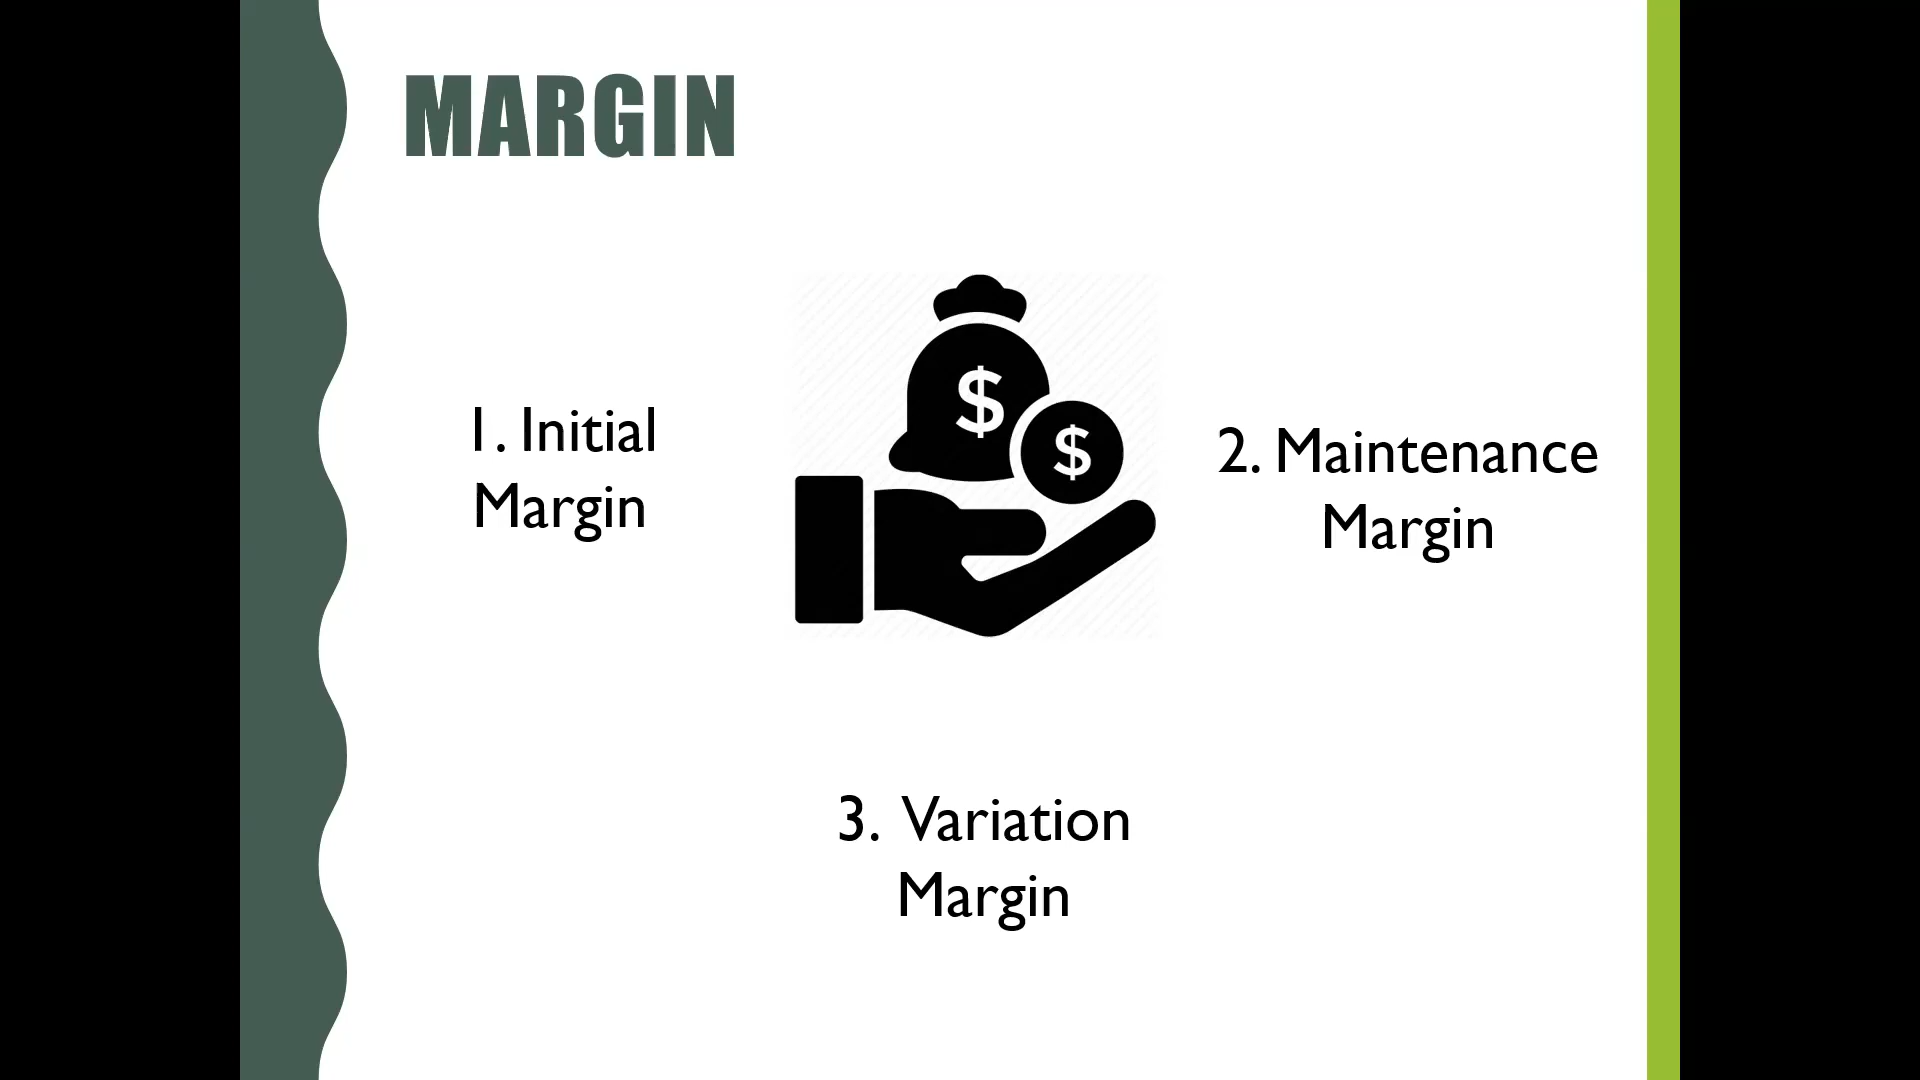 MARGIN
1. Initial
Margin
$
$
2. Maintenance
Margin
3. Variation
Margin